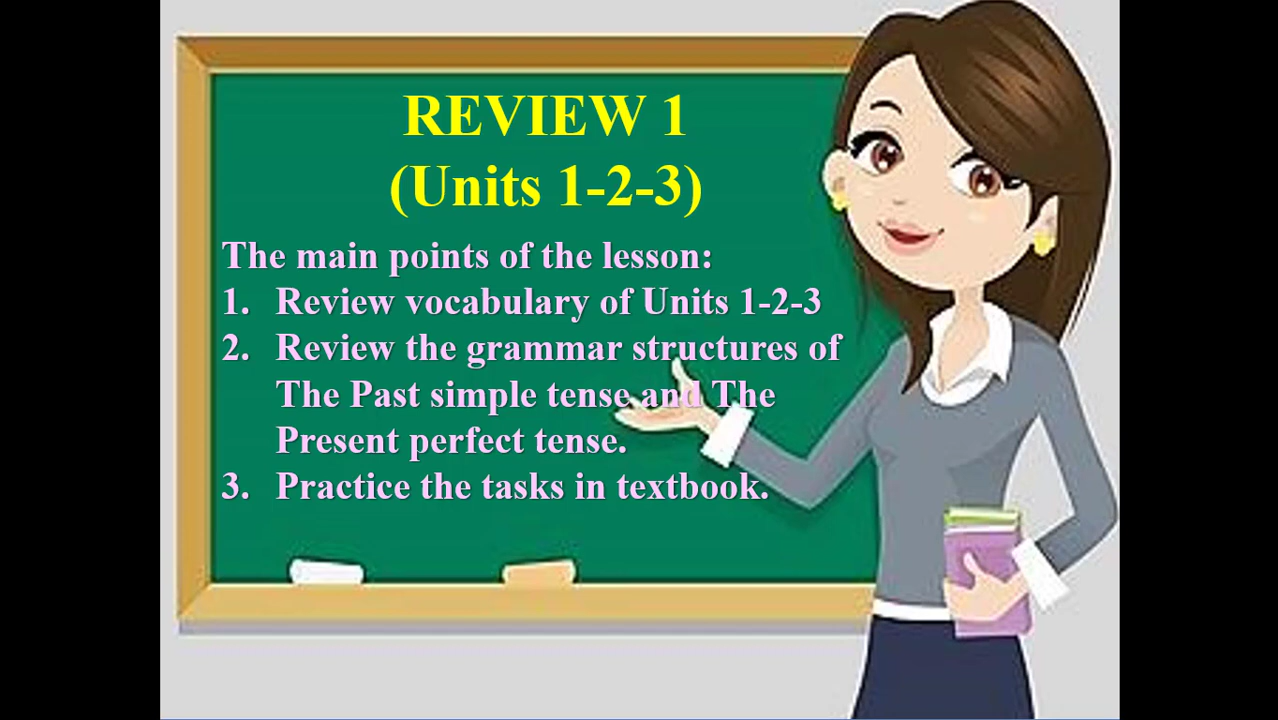 REVIEW 1
(Units 1-2-3)
The main points of the lesson:
1. Review vocabulary of Units 1-2-3
2. Review the grammar structures of
The Past simple tense and The
Present perfect tense.
3. Practice the tasks in textbook.